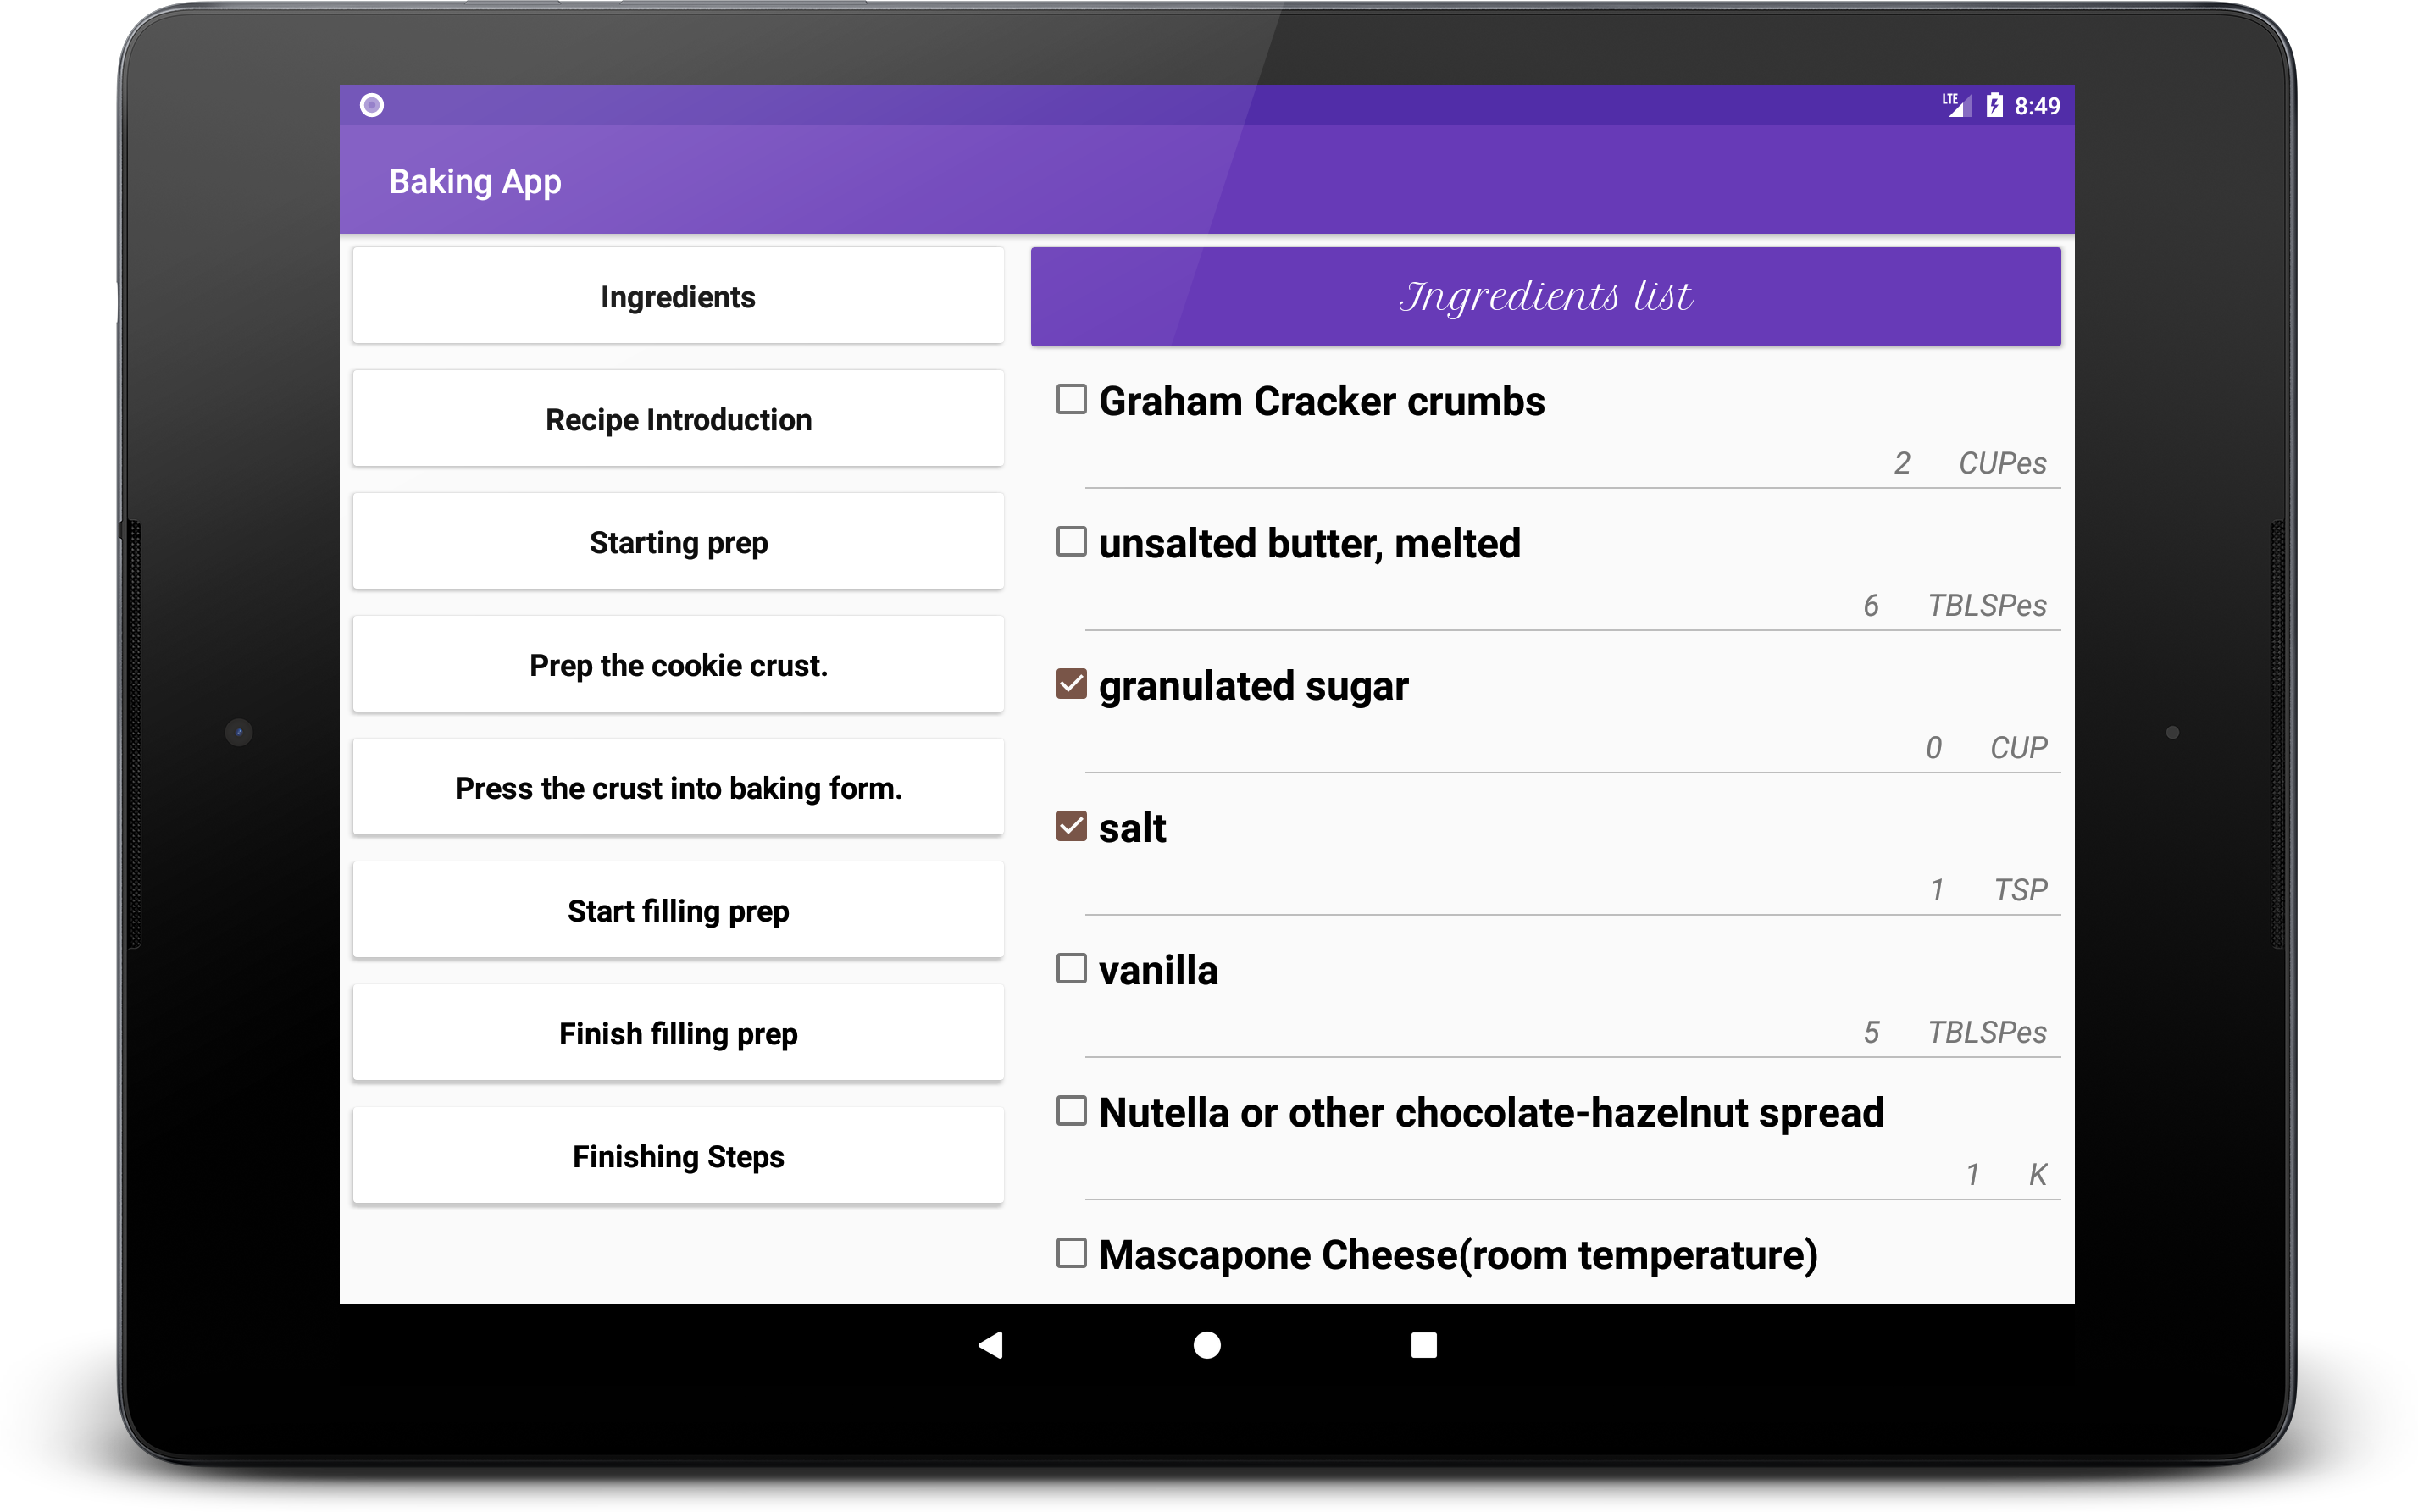 LTE 8:49
Baking App
Ingredients
Recipe Introduction
Starting prep
Prep the cookie crust.
Press the crust into baking form.
Start filling prep
Finish filling prep
Finishing Steps
Ingredients list
Graham Cracker crumbs
2 CUPes
unsalted butter, melted
6 TBLSPes
granulated sugar
0 CUP
salt
1 TSP
vanilla
5 TBLSPes
Nutella or other chocolate-hazelnut spread
1 K
Mascapone Cheese(room temperature)